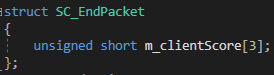 struct SC_EndPacket
{
    unsigned short m_clientScore[3];
};